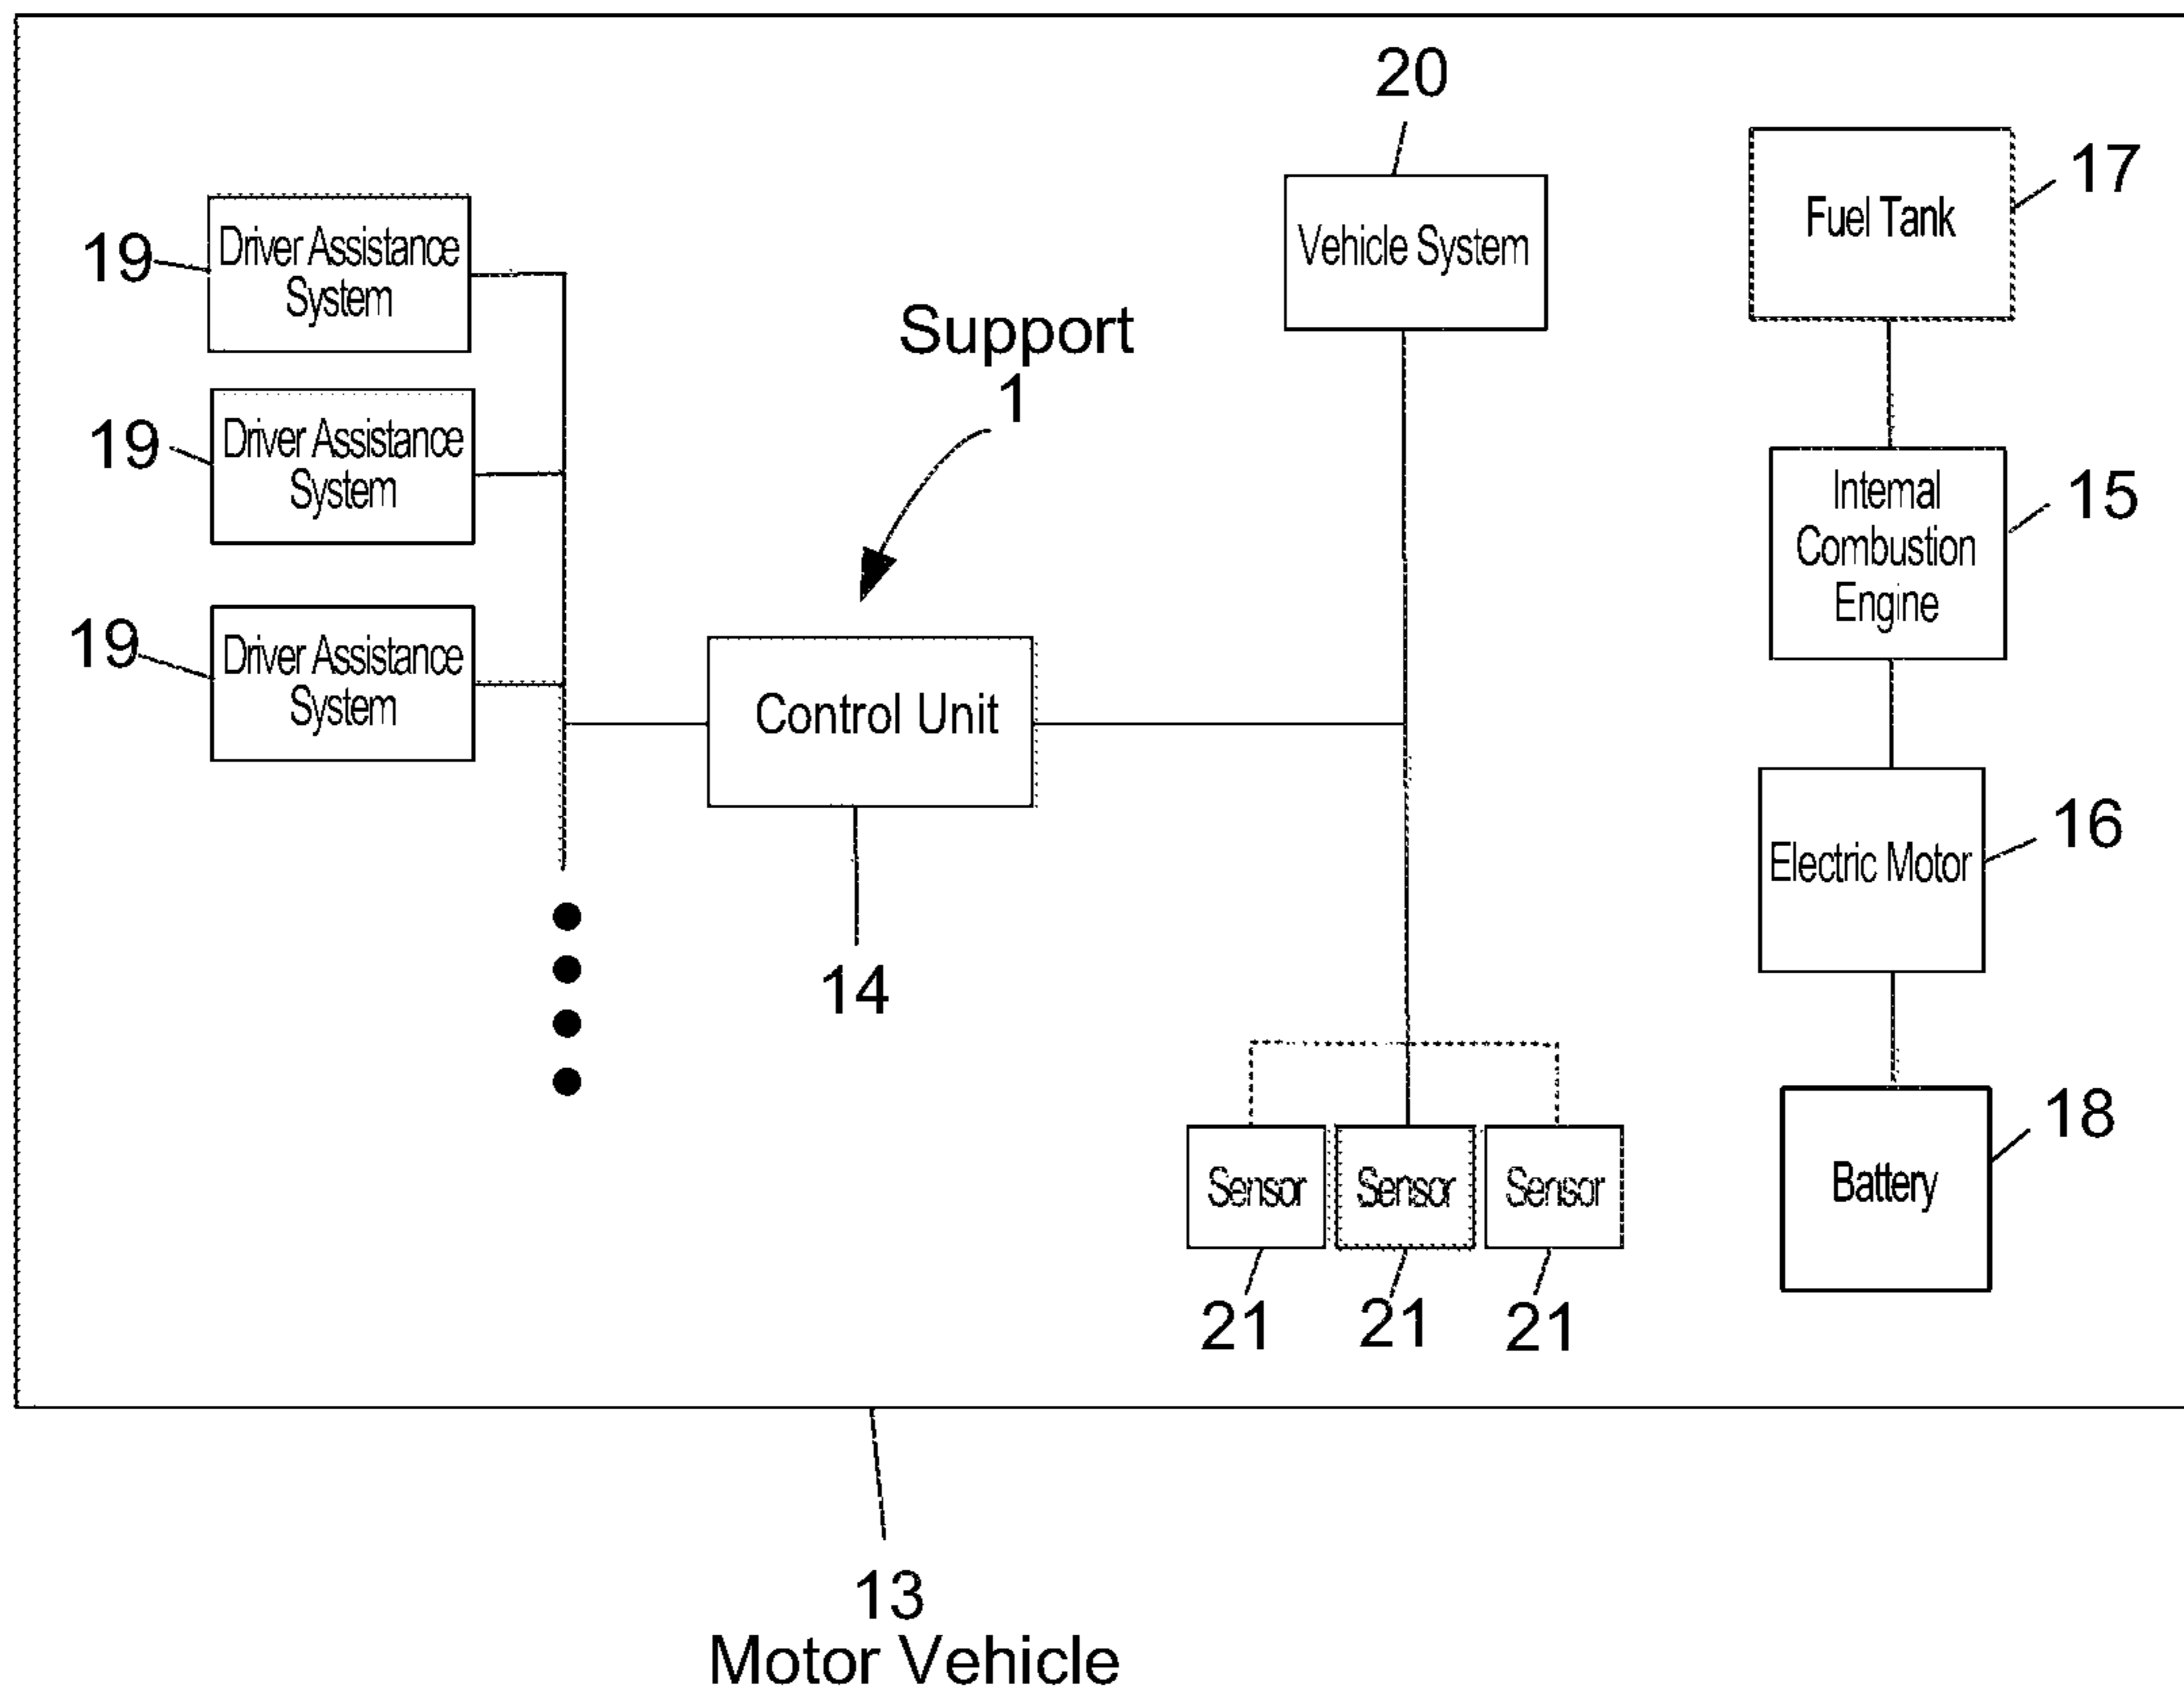 20
17
Fuel Tank
19
Driver Assistance
System
Vehicle System
Support
1
19
Driver Assistance
System
15
Internal
Combustion
Engine
19
Driver Assistance
System
Control Unit
16
Electric Motor
14
18
Battery
Sensor
Sensor
Sensor
21
21
21
13
Motor Vehicle